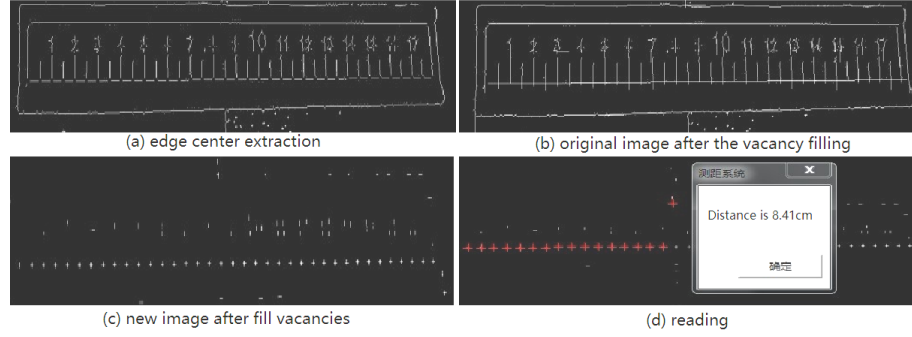 1 2 3 4 5 6 7 8 9 10 11 12 13 14 15 16 17
1 2 3 4 5 6 7 8 9 10 11 12 13 14 15 16 17
(a) edge center extraction
(b) original image after the vacancy filling
测距系统
X
Distance is 8.41cm
确定
(c) new image after fill vacancies
(d) reading